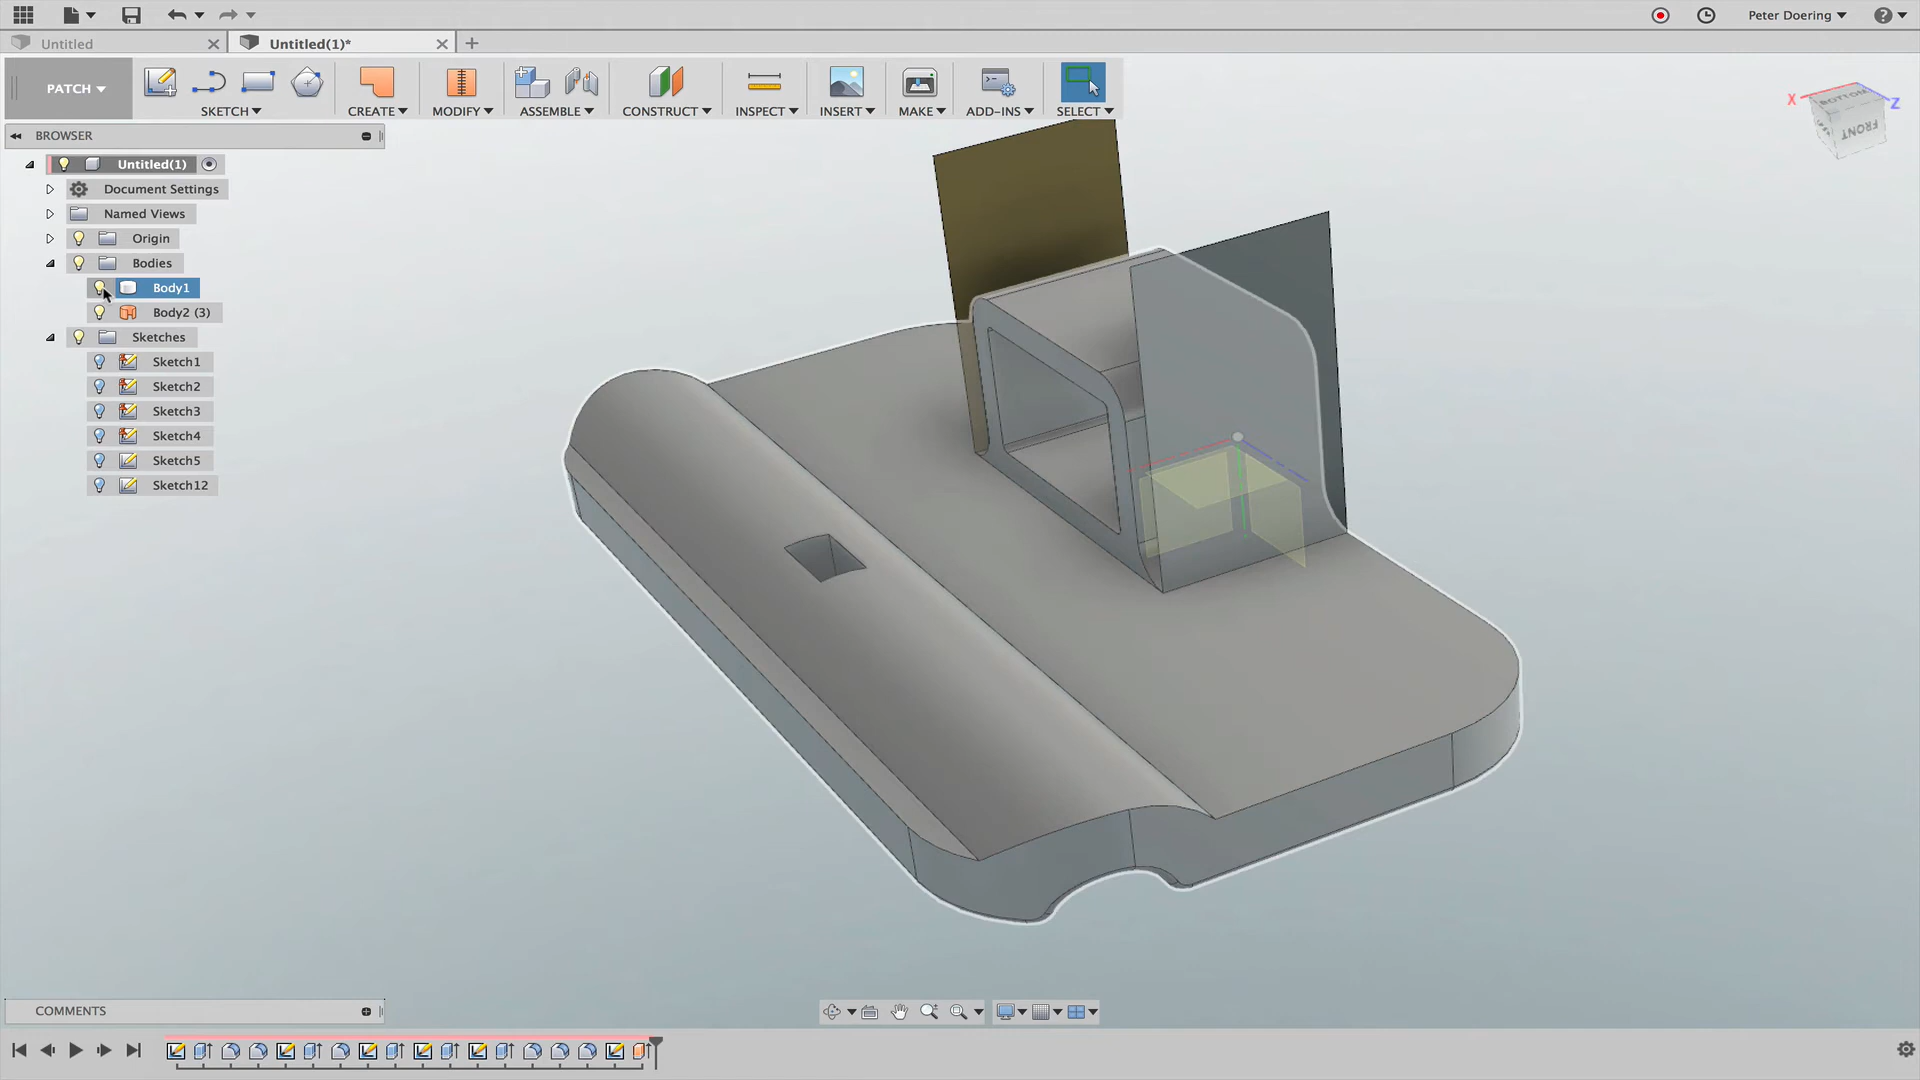 Peter Doering
Untitled
Untitled(1)*
PATCH
SKETCH
CREATE
MODIFY
ASSEMBLE
CONSTRUCT
INSPECT
INSERT
MAKE
ADD-INS
SELECT
X
Z
BOTTOM
FRONT
BROWSER
Untitled(1)
Document Settings
Named Views
Origin
Bodies
Body1
Body2 (3)
Sketches
Sketch1
Sketch2
Sketch3
Sketch4
Sketch5
Sketch12
COMMENTS